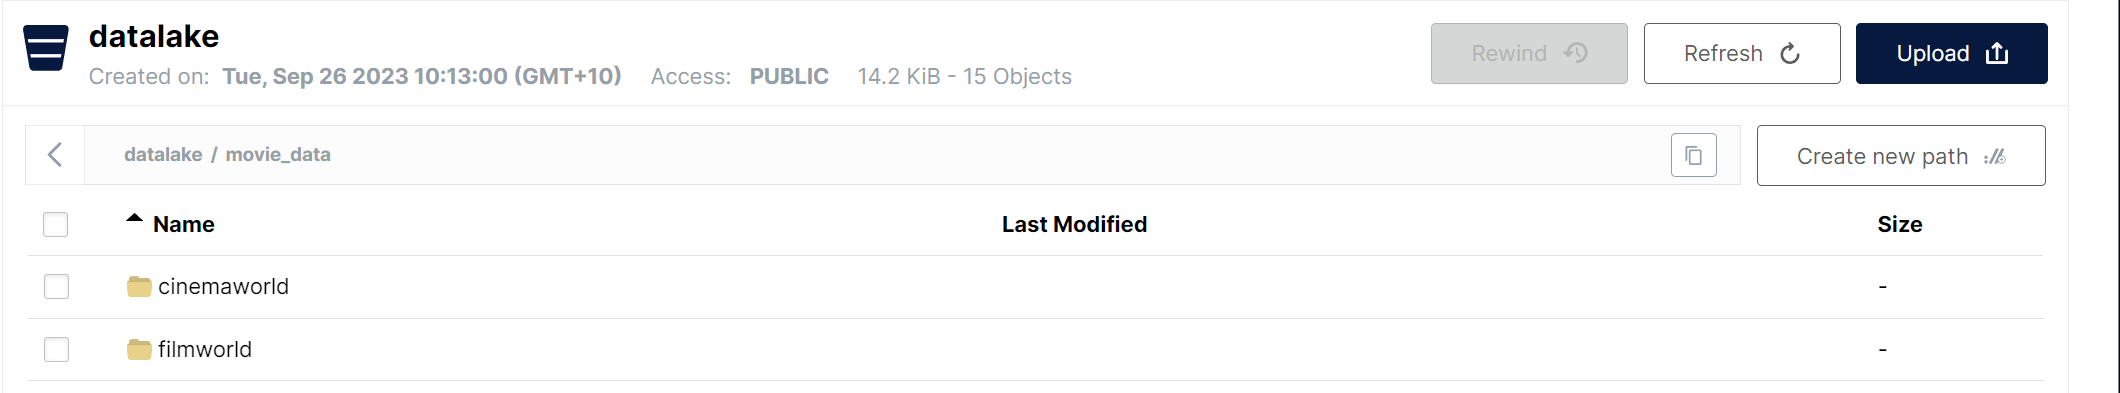 datalake
Created on: Tue, Sep 26 2023 10:13:00 (GMT+10) Access: PUBLIC 14.2 KiB - 15 Objects
Rewind Refresh Upload
datalake / movie_data
Create new path
Name Last Modified Size
cinemaworld -
filmworld -